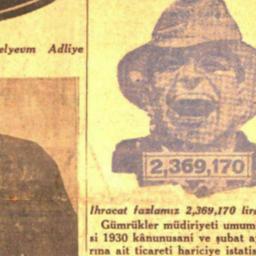 elyevm Adliye
2,369,170
Ihracat fazlamız 2,369,170 lira
Gümrükler müdiriyeti umum
si 1930 kânunusani ve şubat a
rına ait ticareti hariciye istatis